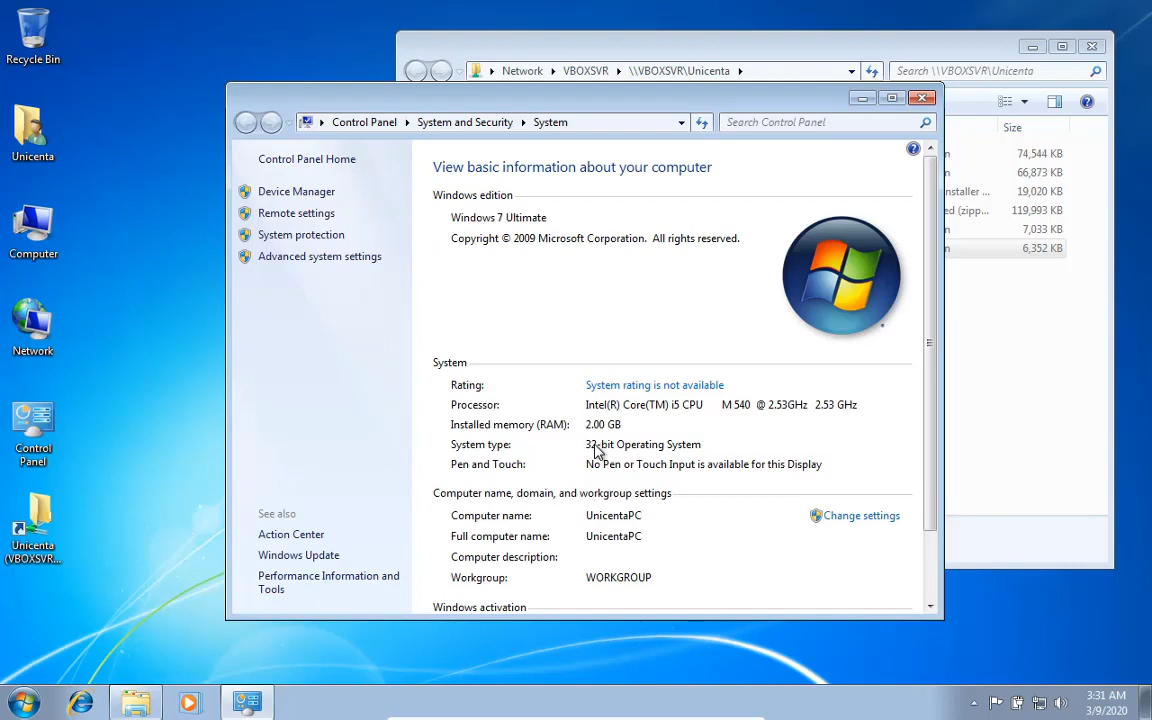 Recycle Bin
Unicenta
Computer
Network
Control
Panel
Unicenta
(VBOXSVR...
Network
VBOXSVR
\\VBOXSVR\Unicenta
Search \\VBOXSVR\Unicenta
Size
n 74,544 KB
n 66,873 KB
nstaller ... 19,020 KB
ed (zipp... 119,993 KB
n 7,033 KB
n 6,352 KB
Control Panel
System and Security
System
Search Control Panel
Control Panel Home
Device Manager
Remote settings
System protection
Advanced system settings
See also
Action Center
Windows Update
Performance Information and
Tools
View basic information about your computer
Windows edition
Windows 7 Ultimate
Copyright © 2009 Microsoft Corporation. All rights reserved.
System
Rating: System rating is not available
Processor: Intel(R) Core(TM) i5 CPU M 540 @ 2.53GHz 2.53 GHz
Installed memory (RAM): 2.00 GB
System type: 32-bit Operating System
Pen and Touch: No Pen or Touch Input is available for this Display
Computer name, domain, and workgroup settings
Computer name: UnicentaPC
Change settings
Full computer name: UnicentaPC
Computer description:
Workgroup: WORKGROUP
Windows activation
3:31 AM
3/9/2020